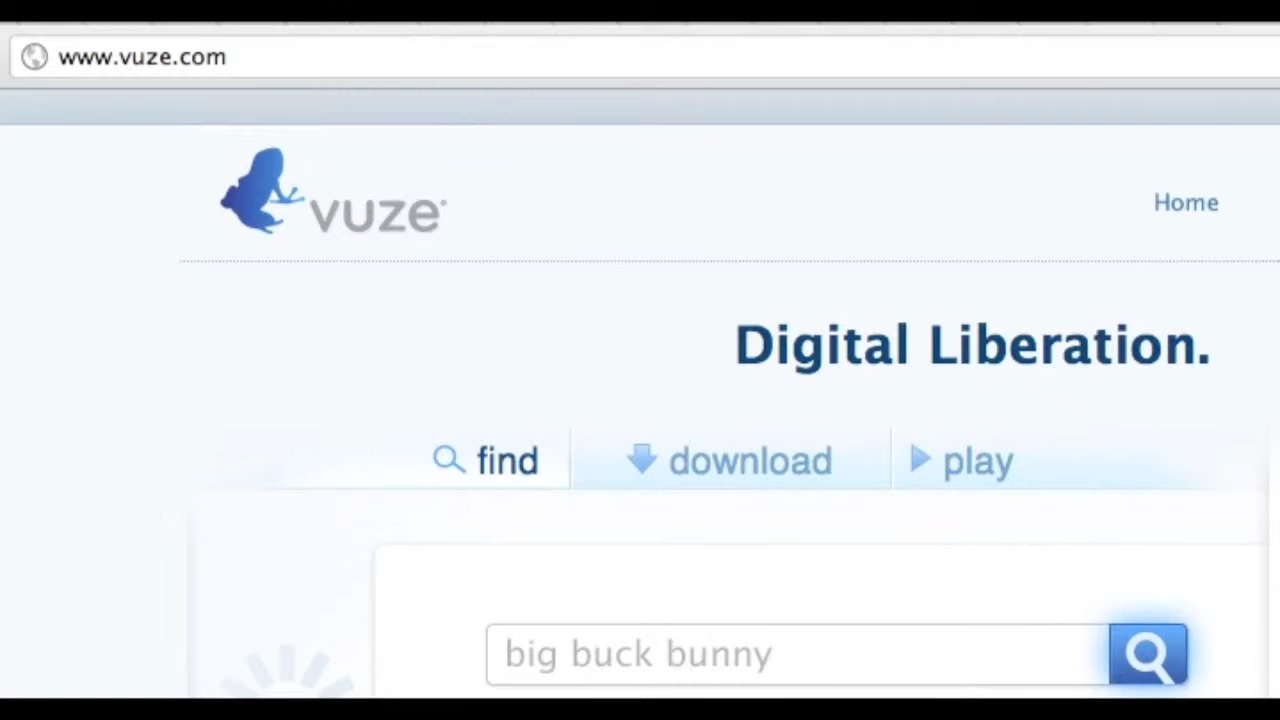 www.vuze.com
vuze
Home
Digital Liberation.
find download play
big buck bunny